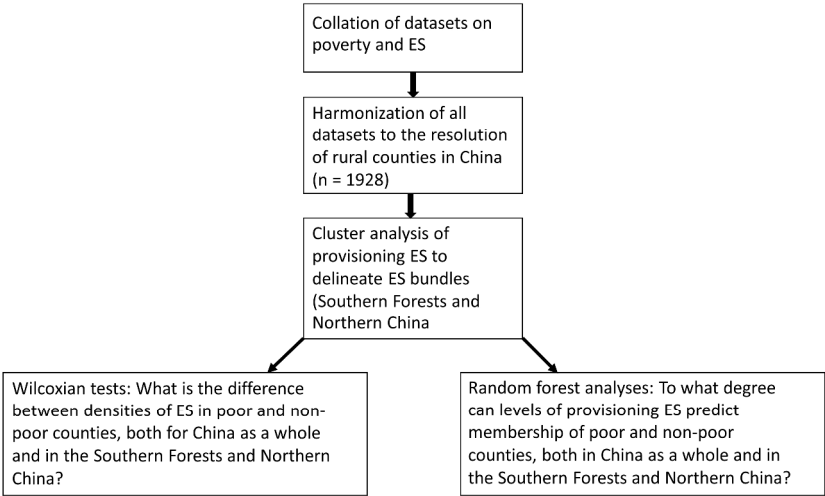 Collation of datasets on
poverty and ES
Harmonization of all
datasets to the resolution
of rural counties in China
(n = 1928)
Cluster analysis of
provisioning ES to
delineate ES bundles
(Southern Forests and
Northern China
Wilcoxian tests: What is the difference
between densities of ES in poor and non-
poor counties, both for China as a whole
and in the Southern Forests and Northern
China?
Random forest analyses: To what degree
can levels of provisioning ES predict
membership of poor and non-poor
counties, both in China as a whole and in
the Southern Forests and Northern China?